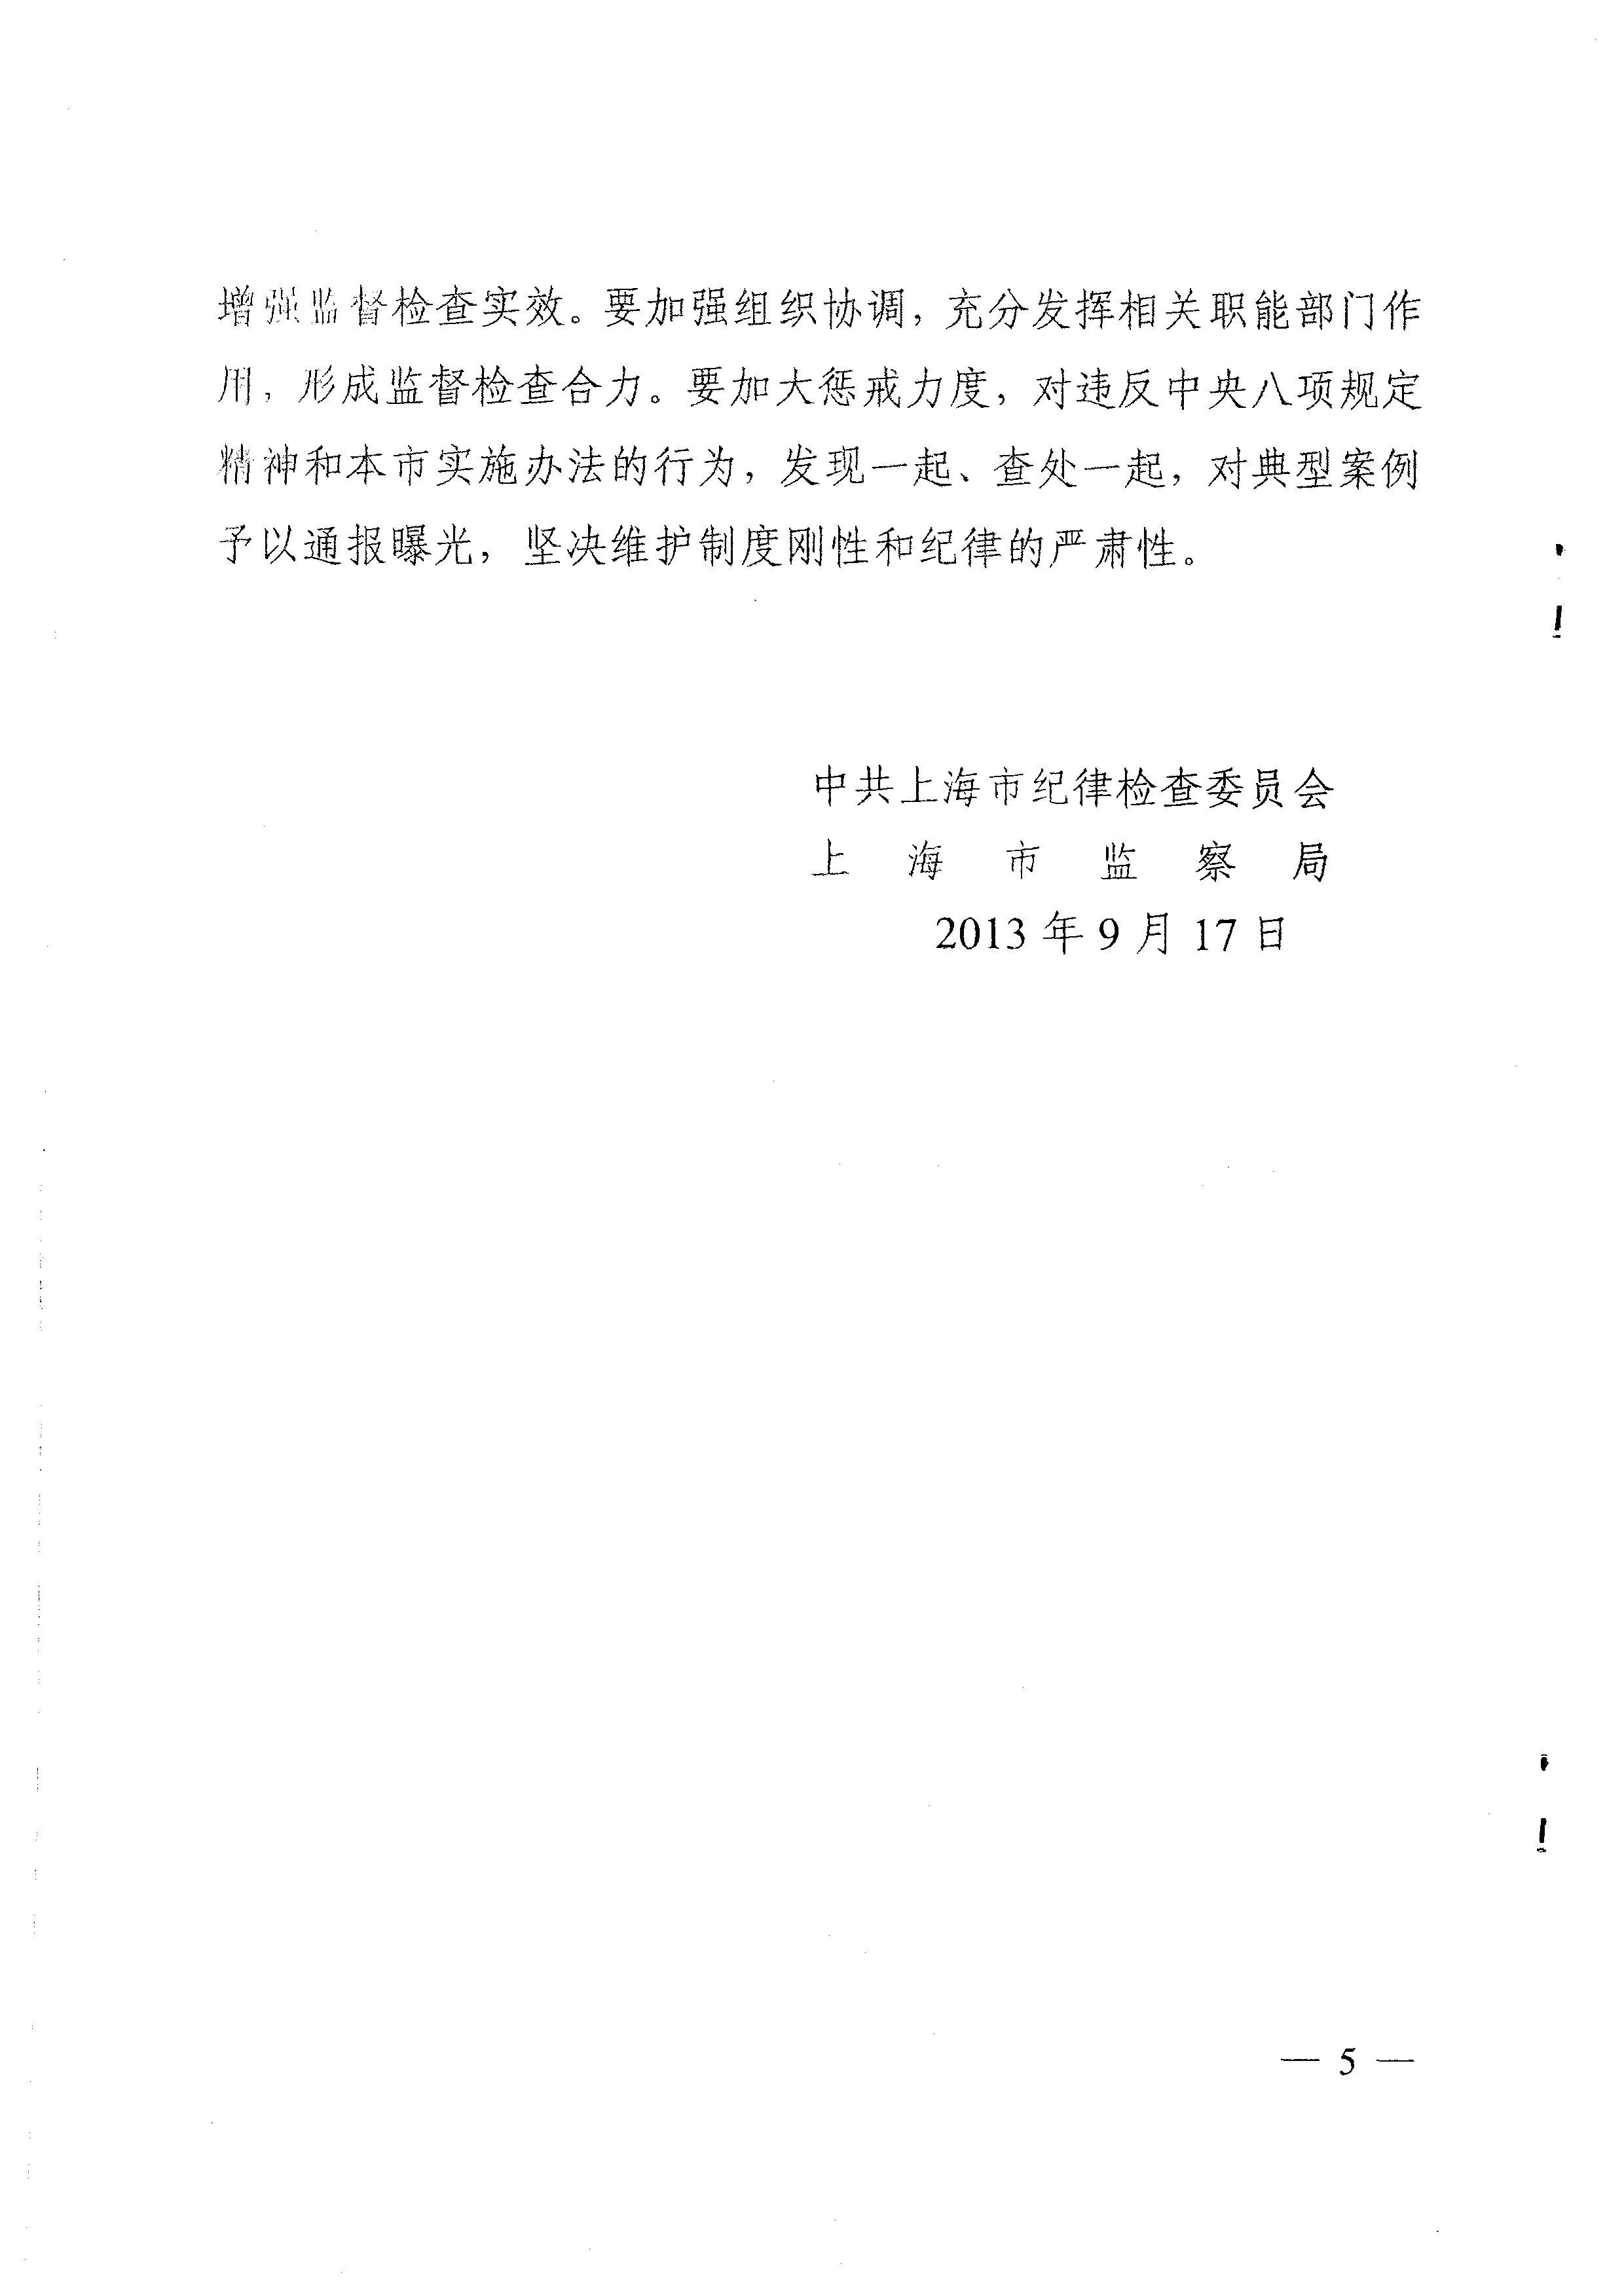 增强监督检查实效。要加强组织协调，充分发挥相关职能部门作
用，形成监督检查合力。要加大惩戒力度，对违反中央八项规定
精神和本市实施办法的行为，发现一起、查处一起，对典型案例
予以通报曝光，坚决维护制度刚性和纪律的严肃性。
中共上海市纪律检查委员会
上海市监察局
2013年9月17日
— 5 —